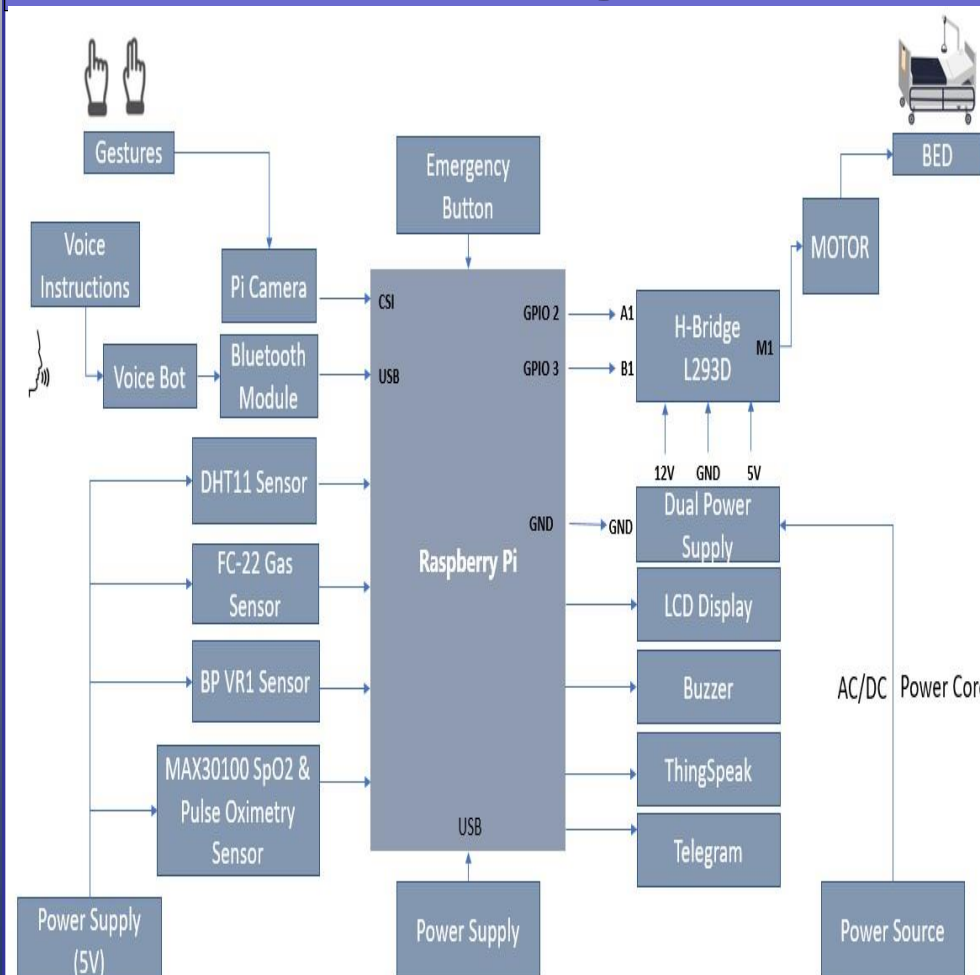 Gestures
Emergency
Button
BED
Voice
Instructions
MOTOR
Pi Camera
CSI
GPIO 2
A1
H-Bridge
L293D
M1
GPIO 3
B1
Voice Bot
Bluetooth
Module
USB
12V
GND
5V
DHT11 Sensor
Dual Power
Supply
GND
GND
Raspberry Pi
FC-22 Gas
Sensor
LCD Display
BP VR1 Sensor
Buzzer
AC/DC
Power Cor
MAX30100 SpO2 &
Pulse Oximetry
Sensor
ThingSpeak
USB
Telegram
Power Supply
(5V)
Power Supply
Power Source